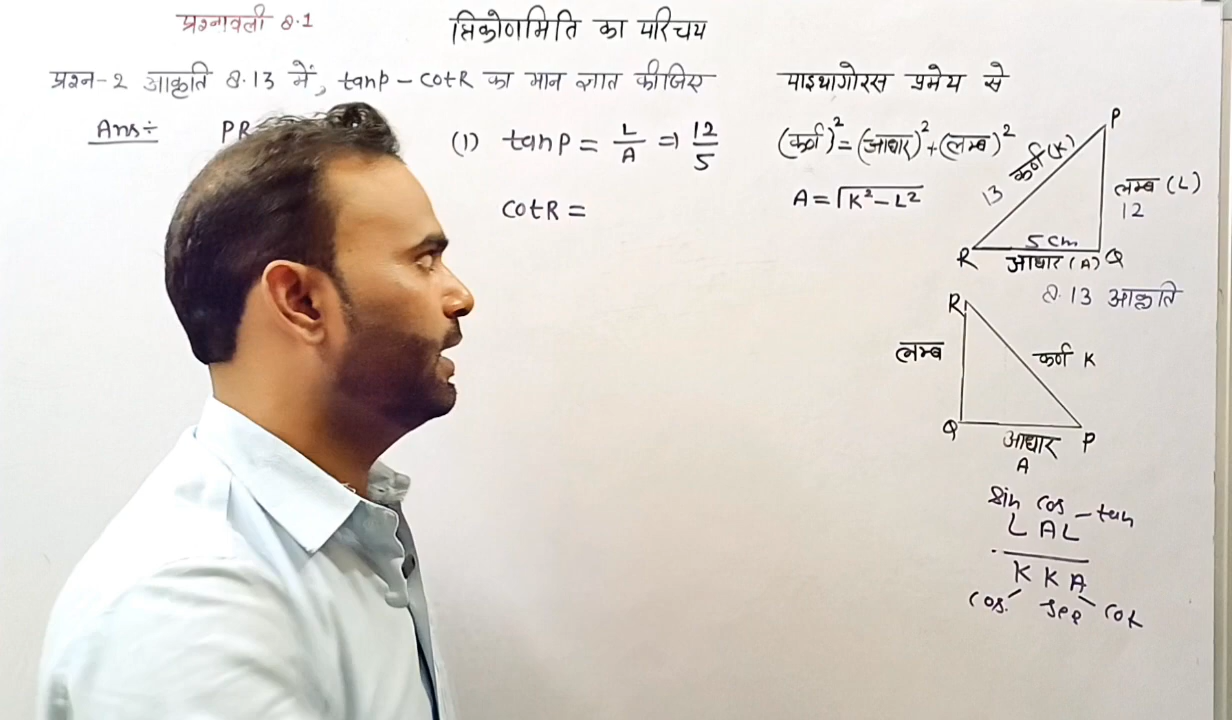 प्रश्नावली 8.1
त्रिकोणमिति का परिचय
प्रश्न-2 आकृति 8.13 में, tanp - cotR का मान ज्ञात कीजिए
Ans÷ PR
(1) tanp = L/A ⇒ 12/5
cotR =
पाइथागोरस प्रमेय से
(कर्ण)² = (आधार)² + (लम्ब)²
A = √K² - L²
P
कर्ण (K)
13
लम्ब (L)
12
5 cm
R आधार (A) Q
8.13 आकृति
R
लम्ब
कर्ण K
Q आधार P
A
sin cos - tan
L A L
K K A
cos. sec cot